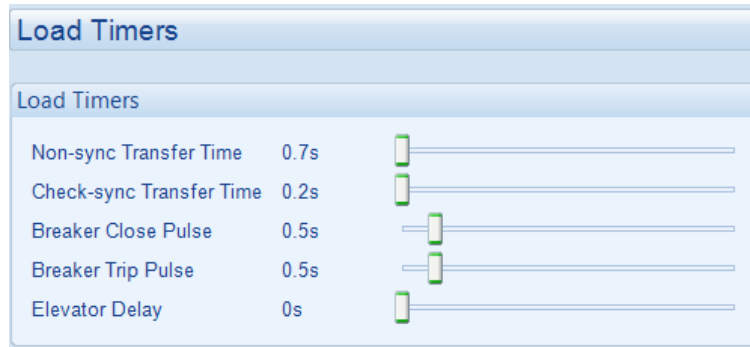 Load Timers
Load Timers
Non-sync Transfer Time 0.7s
Check-sync Transfer Time 0.2s
Breaker Close Pulse 0.5s
Breaker Trip Pulse 0.5s
Elevator Delay 0s